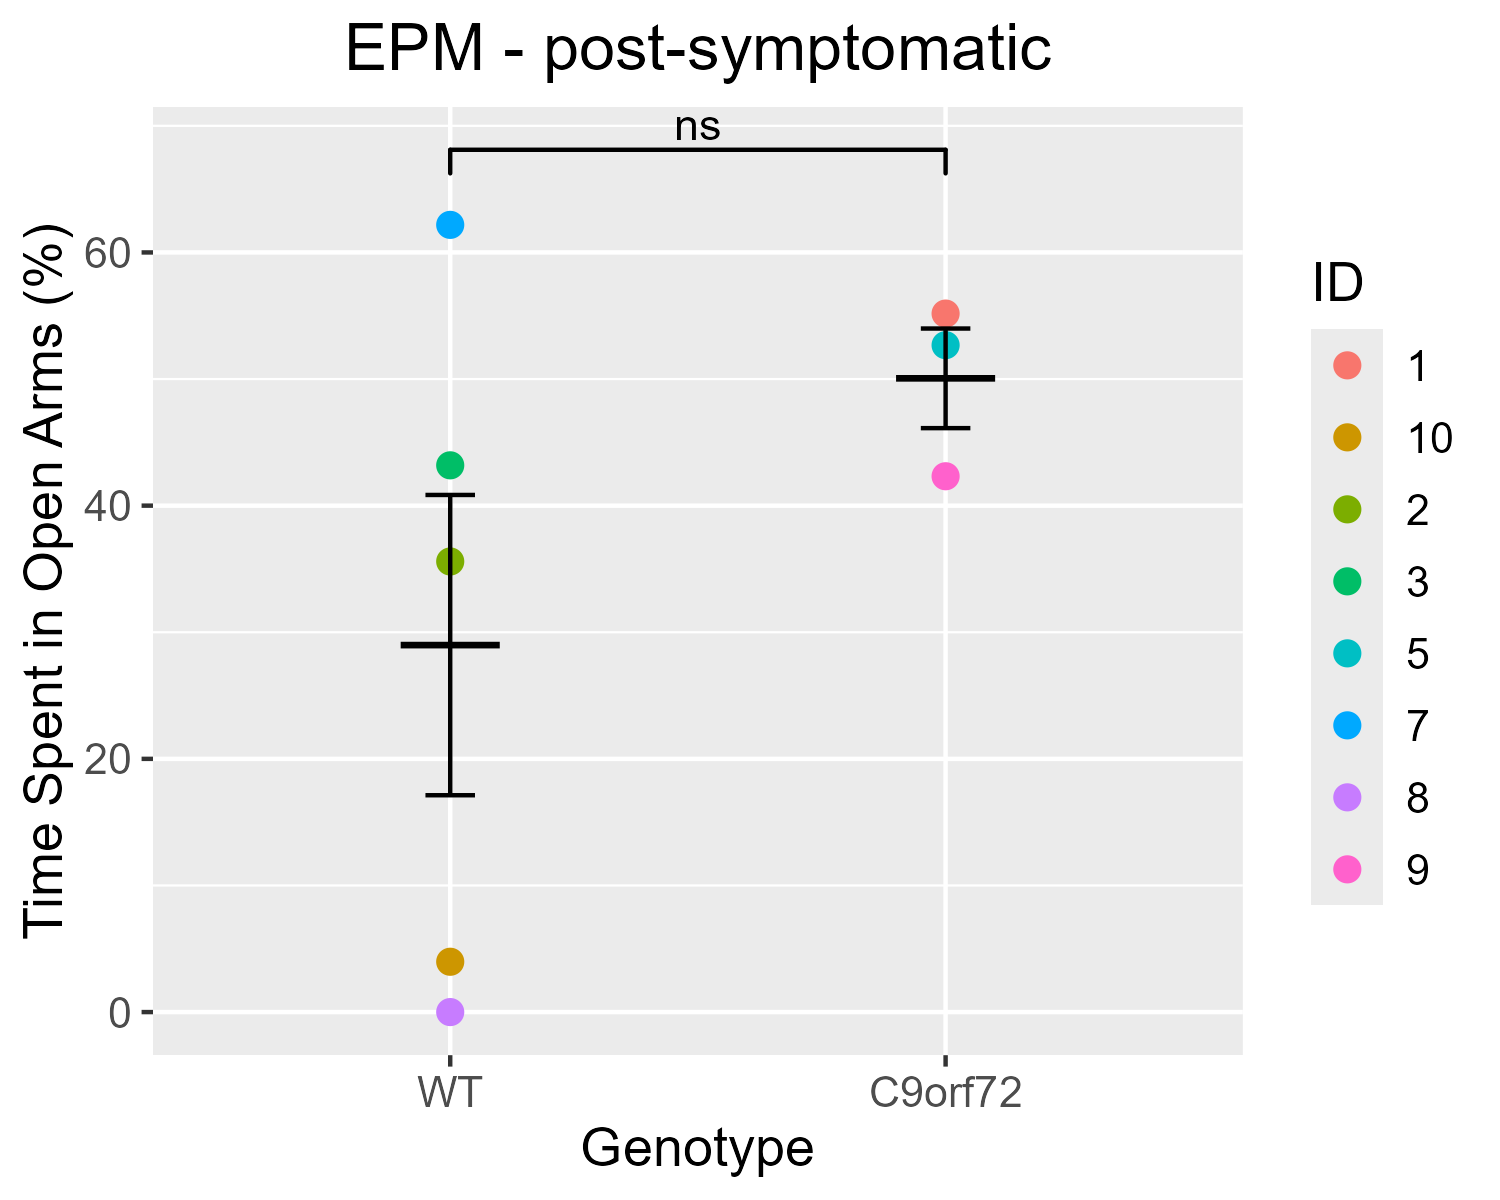 EPM - post-symptomatic
ns
Time Spent in Open Arms (%)
60
40
20
0
WT C9orf72
Genotype
ID
1
10
2
3
5
7
8
9